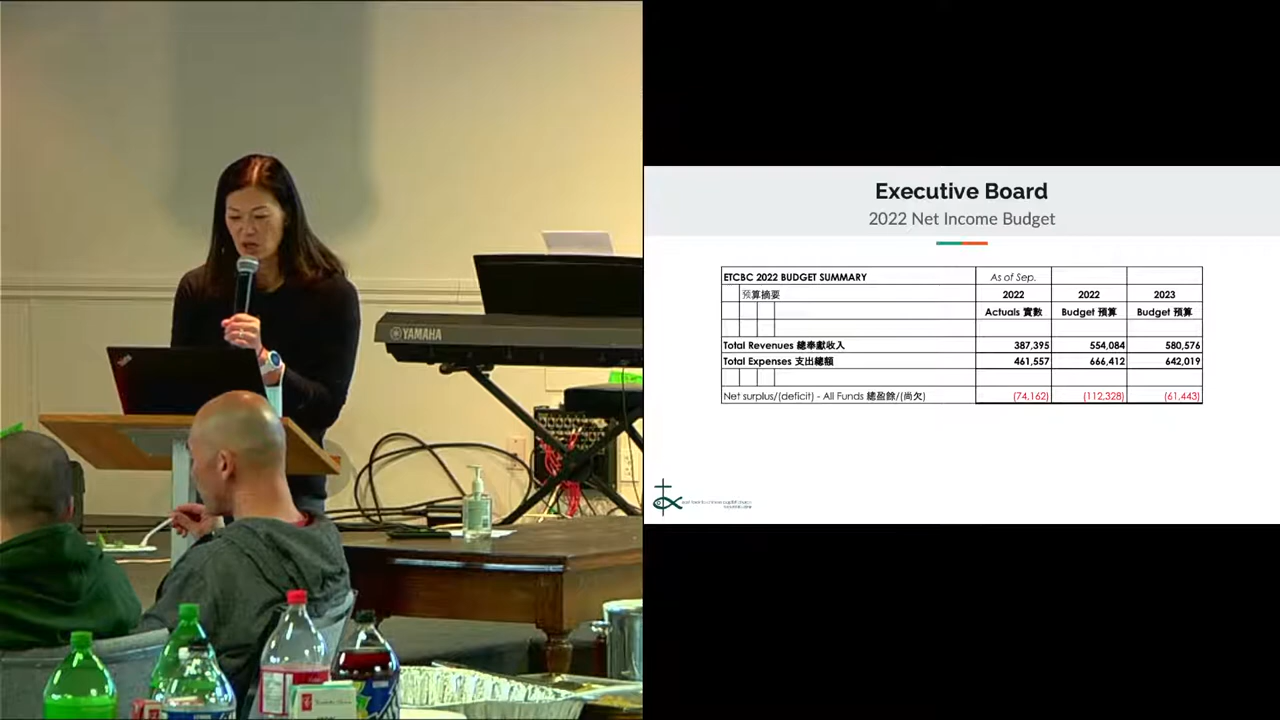 YAMAHA
Executive Board
2022 Net Income Budget
ETCBC 2022 BUDGET SUMMARY As of Sep.
預算摘要 2022 2022 2023
Actuals 實數 Budget 預算 Budget 預算
Total Revenues 總奉獻收入 387,395 554,084 580,576
Total Expenses 支出總額 461,557 666,412 642,019
Net surplus/(deficit) - All Funds 總盈餘/(尚欠) (74,162) (112,328) (61,443)